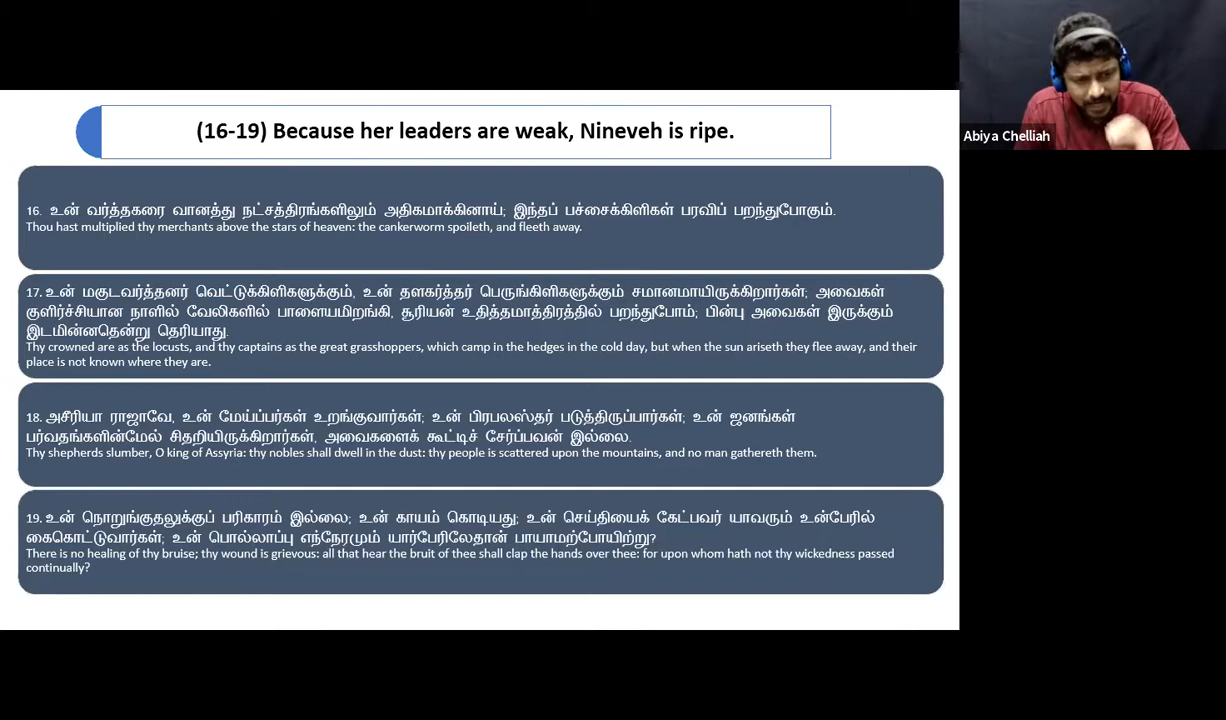 (16-19) Because her leaders are weak, Nineveh is ripe.
Abiya Chelliah
16. உன் வர்த்தகரை வானத்து நட்சத்திரங்களிலும் அதிகமாக்கினாய்; இந்தப் பச்சைக்கிளிகள் பரவிப் பறந்துபோகும்.
Thou hast multiplied thy merchants above the stars of heaven: the cankerworm spoileth, and fleeth away.
17. உன் மகுடவர்த்தனர் வெட்டுக்கிளிகளுக்கும், உன் தளகர்த்தர் பெருங்கிளிகளுக்கும் சமானமாயிருக்கிறார்கள்; அவைகள்
குளிர்ச்சியான நாளில் வேலிகளில் பாளையமிறங்கி, சூரியன் உதித்தமாத்திரத்தில் பறந்துபோம்; பின்பு அவைகள் இருக்கும்
இடமின்னதென்று தெரியாது.
Thy crowned are as the locusts, and thy captains as the great grasshoppers, which camp in the hedges in the cold day, but when the sun ariseth they flee away, and their
place is not known where they are.
18. அசீரியா ராஜாவே, உன் மேய்ப்பர்கள் உறங்குவார்கள்; உன் பிரபலஸ்தர் படுத்திருப்பார்கள்; உன் ஜனங்கள்
பர்வதங்களின்மேல் சிதறியிருக்கிறார்கள், அவைகளைக் கூட்டிச் சேர்ப்பவன் இல்லை.
Thy shepherds slumber, O king of Assyria: thy nobles shall dwell in the dust: thy people is scattered upon the mountains, and no man gathereth them.
19. உன் நொறுங்குதலுக்குப் பரிகாரம் இல்லை; உன் காயம் கொடியது; உன் செய்தியைக் கேட்பவர் யாவரும் உன்பேரில்
கைகொட்டுவார்கள்; உன் பொல்லாப்பு எந்நேரமும் யார்பேரிலேதான் பாயாமற்போயிற்று?
There is no healing of thy bruise; thy wound is grievous: all that hear the bruit of thee shall clap the hands over thee: for upon whom hath not thy wickedness passed
continually?